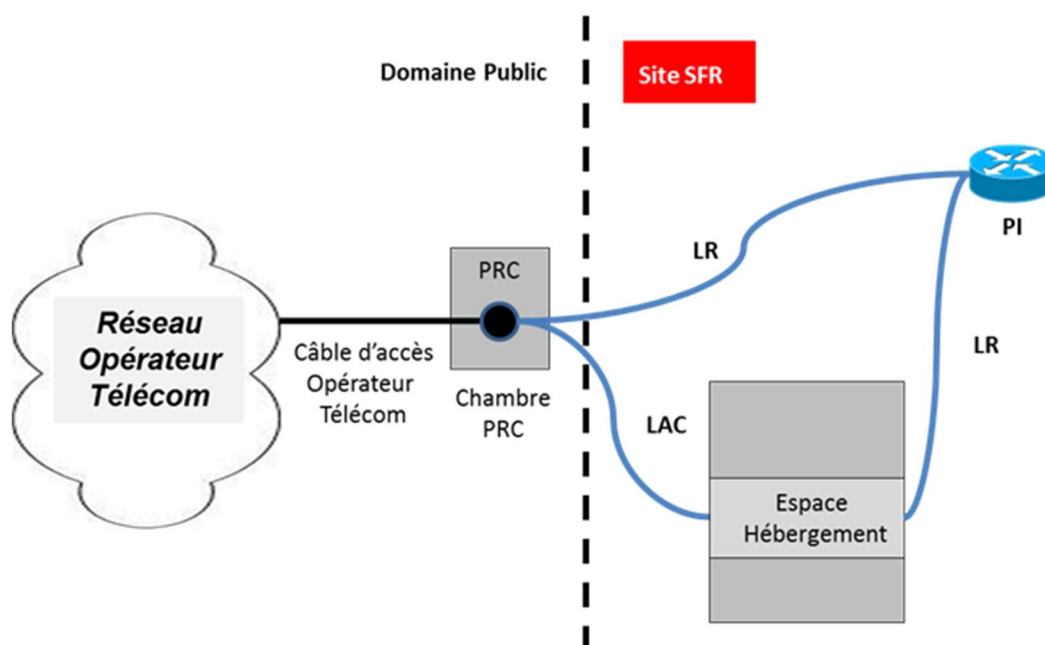 Domaine Public
Site SFR
PI
LR
PRC
Réseau
Opérateur
Télécom
Câble d'accès
Opérateur
Télécom
Chambre
PRC
LR
LAC
Espace
Hébergement